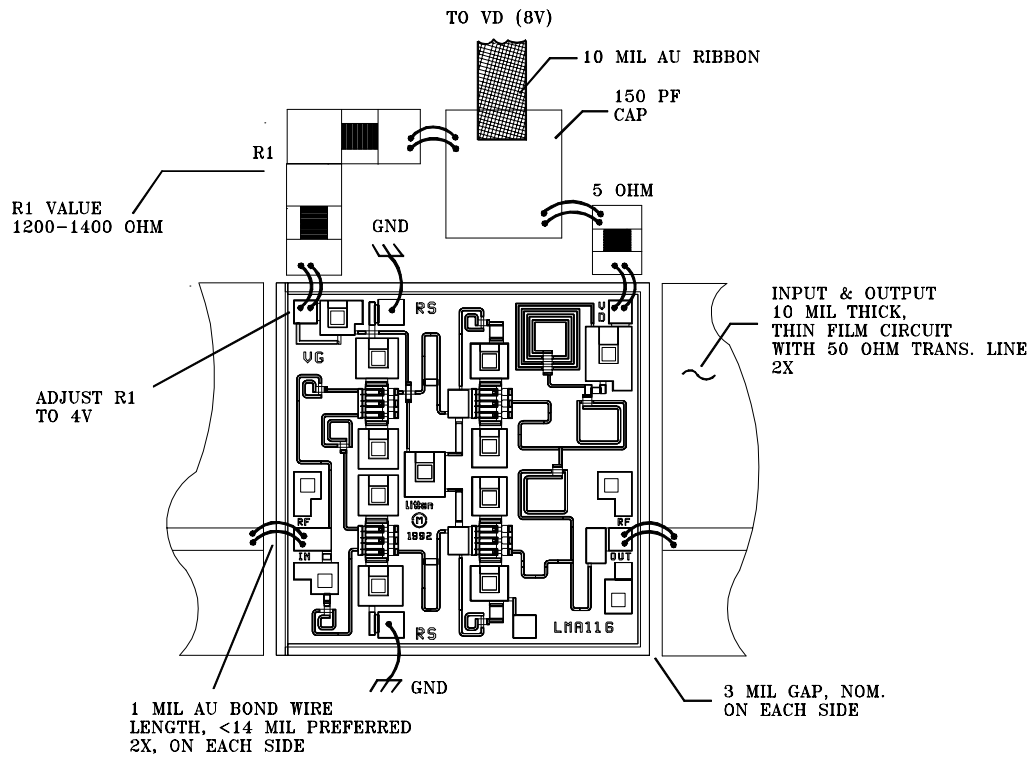 TO VD (8V)
10 MIL AU RIBBON
150 PF
CAP
R1
R1 VALUE
1200-1400 OHM
5 OHM
GND
INPUT & OUTPUT
10 MIL THICK,
THIN FILM CIRCUIT
WITH 50 OHM TRANS. LINE
2X
RS
V
D
VG
ADJUST R1
TO 4V
Litton
M
1992
RF
IN
RF
OUT
RS
LMA116
GND
1 MIL AU BOND WIRE
LENGTH, <14 MIL PREFERRED
2X, ON EACH SIDE
3 MIL GAP, NOM.
ON EACH SIDE